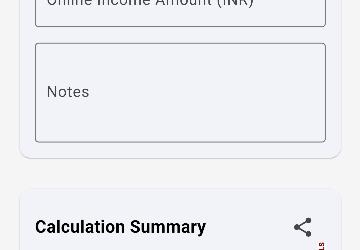 Online Income Amount (INR)
Notes
Calculation Summary